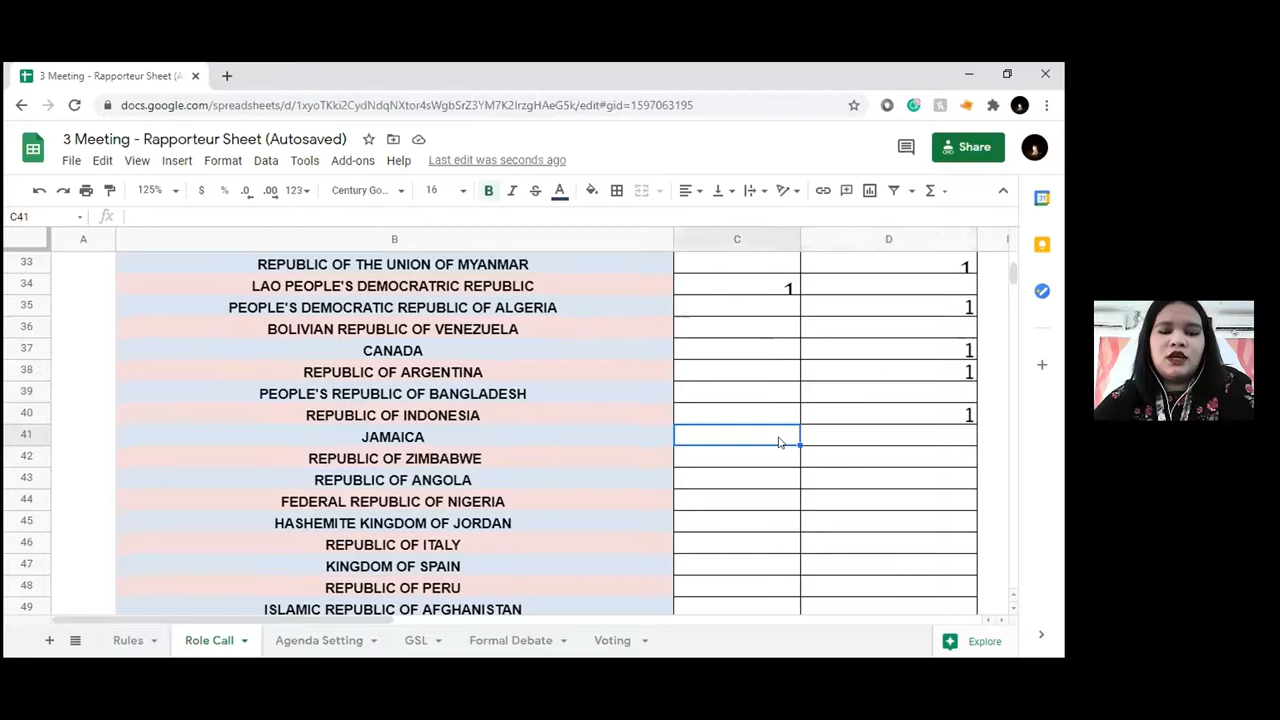 3 Meeting - Rapporteur Sheet (A
docs.google.com/spreadsheets/d/1xyoTKki2CydNdqNXtor4sWgbSrZ3YM7K2IrzgHAeG5k/edit#gid=1597063195
3 Meeting - Rapporteur Sheet (Autosaved)
File Edit View Insert Format Data Tools Add-ons Help Last edit was seconds ago
Share
125% $ % .0 .00 123 Century Go... 16 B I S A
C41 fx
A B C D
33 REPUBLIC OF THE UNION OF MYANMAR 1
34 LAO PEOPLE'S DEMOCRATRIC REPUBLIC 1
35 PEOPLE'S DEMOCRATIC REPUBLIC OF ALGERIA 1
36 BOLIVIAN REPUBLIC OF VENEZUELA
37 CANADA 1
38 REPUBLIC OF ARGENTINA 1
39 PEOPLE'S REPUBLIC OF BANGLADESH
40 REPUBLIC OF INDONESIA 1
41 JAMAICA
42 REPUBLIC OF ZIMBABWE
43 REPUBLIC OF ANGOLA
44 FEDERAL REPUBLIC OF NIGERIA
45 HASHEMITE KINGDOM OF JORDAN
46 REPUBLIC OF ITALY
47 KINGDOM OF SPAIN
48 REPUBLIC OF PERU
49 ISLAMIC REPUBLIC OF AFGHANISTAN
Rules Role Call Agenda Setting GSL Formal Debate Voting Explore